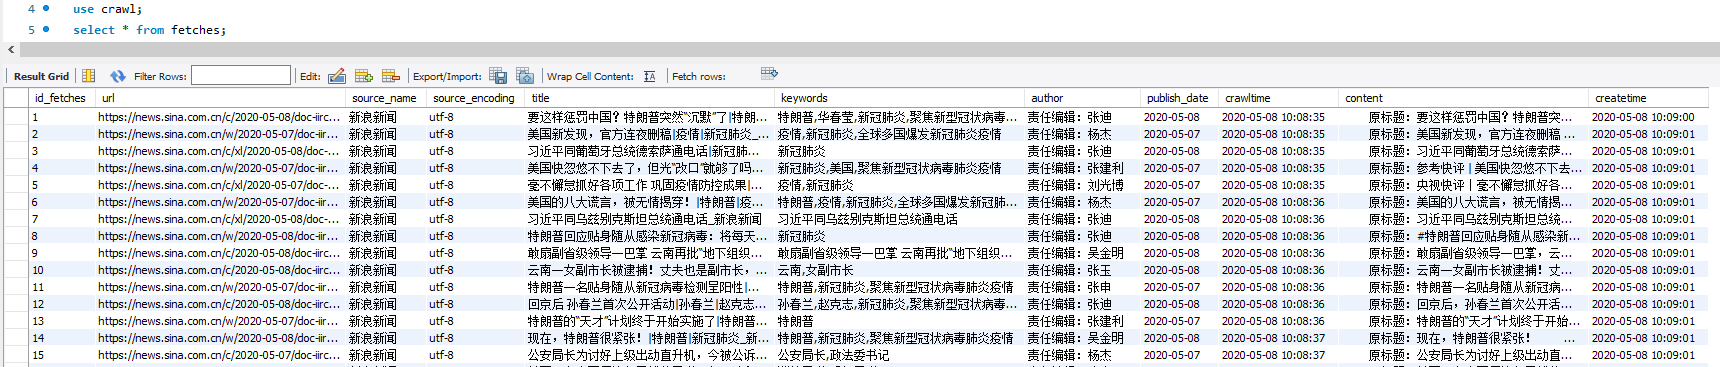 4 use crawl;
5 select * from fetches;
Result Grid Filter Rows: Edit: Export/Import: Wrap Cell Content: Fetch rows:
id_fetches url source_name source_encoding title keywords author publish_date crawltime content createtime
1 https://news.sina.com.cn/c/2020-05-08/doc-iirc... 新浪新闻 utf-8 要这样惩罚中国？特朗普突然“沉默”了|特朗... 特朗普,华春莹,新冠肺炎,聚焦新型冠状病毒... 责任编辑：张迪 2020-05-08 2020-05-08 10:08:35 原标题：要这样惩罚中国？特朗普突... 2020-05-08 10:09:00
2 https://news.sina.com.cn/w/2020-05-07/doc-iir... 新浪新闻 utf-8 美国新发现，官方连夜删稿|疫情|新冠肺炎_... 疫情,新冠肺炎,全球多国爆发新冠肺炎疫情 责任编辑：杨杰 2020-05-07 2020-05-08 10:08:35 原标题：美国新发现，官方连夜删稿 ... 2020-05-08 10:09:01
3 https://news.sina.com.cn/c/xl/2020-05-08/doc-... 新浪新闻 utf-8 习近平同葡萄牙总统德索萨通电话|新冠肺... 新冠肺炎 责任编辑：张迪 2020-05-08 2020-05-08 10:08:35 原标题：习近平同葡萄牙总统德索萨... 2020-05-08 10:09:01
4 https://news.sina.com.cn/w/2020-05-07/doc-iirc... 新浪新闻 utf-8 美国快忽悠不下去了，但光“改口”就够了吗... 新冠肺炎,美国,聚焦新型冠状病毒肺炎疫情 责任编辑：张建利 2020-05-07 2020-05-08 10:08:35 原标题：参考快评 | 美国快忽悠不下去... 2020-05-08 10:09:01
5 https://news.sina.com.cn/c/xl/2020-05-07/doc-... 新浪新闻 utf-8 毫不懈怠抓好各项工作 巩固疫情防控成果|... 疫情,新冠肺炎 责任编辑：刘光博 2020-05-07 2020-05-08 10:08:35 原标题：央视快评丨毫不懈怠抓好各... 2020-05-08 10:09:01
6 https://news.sina.com.cn/w/2020-05-07/doc-iir... 新浪新闻 utf-8 美国的八大谎言，被无情揭穿！|特朗普|疫... 特朗普,疫情,新冠肺炎,全球多国爆发新冠肺... 责任编辑：杨杰 2020-05-07 2020-05-08 10:08:36 原标题：美国的八大谎言，被无情揭... 2020-05-08 10:09:01
7 https://news.sina.com.cn/c/xl/2020-05-08/doc-... 新浪新闻 utf-8 习近平同乌兹别克斯坦总统通电话_新浪新闻 习近平同乌兹别克斯坦总统通电话 责任编辑：张迪 2020-05-08 2020-05-08 10:08:36 原标题：习近平同乌兹别克斯坦总统... 2020-05-08 10:09:01
8 https://news.sina.com.cn/w/2020-05-08/doc-iir... 新浪新闻 utf-8 特朗普回应贴身随从感染新冠病毒：将每天... 新冠肺炎 责任编辑：张迪 2020-05-08 2020-05-08 10:08:36 原标题：#特朗普回应贴身随从感染新... 2020-05-08 10:09:01
9 https://news.sina.com.cn/c/2020-05-08/doc-iirc... 新浪新闻 utf-8 敢扇副省级领导一巴掌 云南再批“地下组织... 敢扇副省级领导一巴掌 云南再批“地下组织... 责任编辑：吴金明 2020-05-08 2020-05-08 10:08:36 原标题：敢扇副省级领导一巴掌，云... 2020-05-08 10:09:01
10 https://news.sina.com.cn/c/2020-05-08/doc-iirc... 新浪新闻 utf-8 云南一女副市长被逮捕！丈夫也是副市长，... 云南,女副市长 责任编辑：张玉 2020-05-08 2020-05-08 10:08:36 原标题：云南一女副市长被逮捕！丈... 2020-05-08 10:09:01
11 https://news.sina.com.cn/w/2020-05-07/doc-iir... 新浪新闻 utf-8 特朗普一名贴身随从新冠病毒检测呈阳性|... 特朗普,新冠肺炎,聚焦新型冠状病毒肺炎疫情 责任编辑：张申 2020-05-07 2020-05-08 10:08:36 原标题：特朗普一名贴身随从新冠病... 2020-05-08 10:09:01
12 https://news.sina.com.cn/c/2020-05-08/doc-iirc... 新浪新闻 utf-8 回京后 孙春兰首次公开活动|孙春兰|赵克... 孙春兰,赵克志,新冠肺炎,聚焦新型冠状病毒... 责任编辑：张迪 2020-05-08 2020-05-08 10:08:36 原标题：回京后，孙春兰首次公开活... 2020-05-08 10:09:01
13 https://news.sina.com.cn/w/2020-05-07/doc-iir... 新浪新闻 utf-8 特朗普的“天才”计划终于开始实施了|特朗普... 特朗普 责任编辑：张建利 2020-05-07 2020-05-08 10:08:36 原标题：特朗普的“天才”计划终于开始... 2020-05-08 10:09:01
14 https://news.sina.com.cn/w/2020-05-08/doc-iir... 新浪新闻 utf-8 现在，特朗普很紧张！|特朗普|新冠肺炎_新... 特朗普,新冠肺炎,聚焦新型冠状病毒肺炎疫情 责任编辑：吴金明 2020-05-08 2020-05-08 10:08:37 原标题：现在，特朗普很紧张！ ... 2020-05-08 10:09:01
15 https://news.sina.com.cn/c/2020-05-07/doc-iirc... 新浪新闻 utf-8 公安局长为讨好上级出动直升机，今被公诉... 公安局长,政法委书记 责任编辑：杨杰 2020-05-07 2020-05-08 10:08:37 原标题：公安局长为讨好上级出动直... 2020-05-08 10:09:01